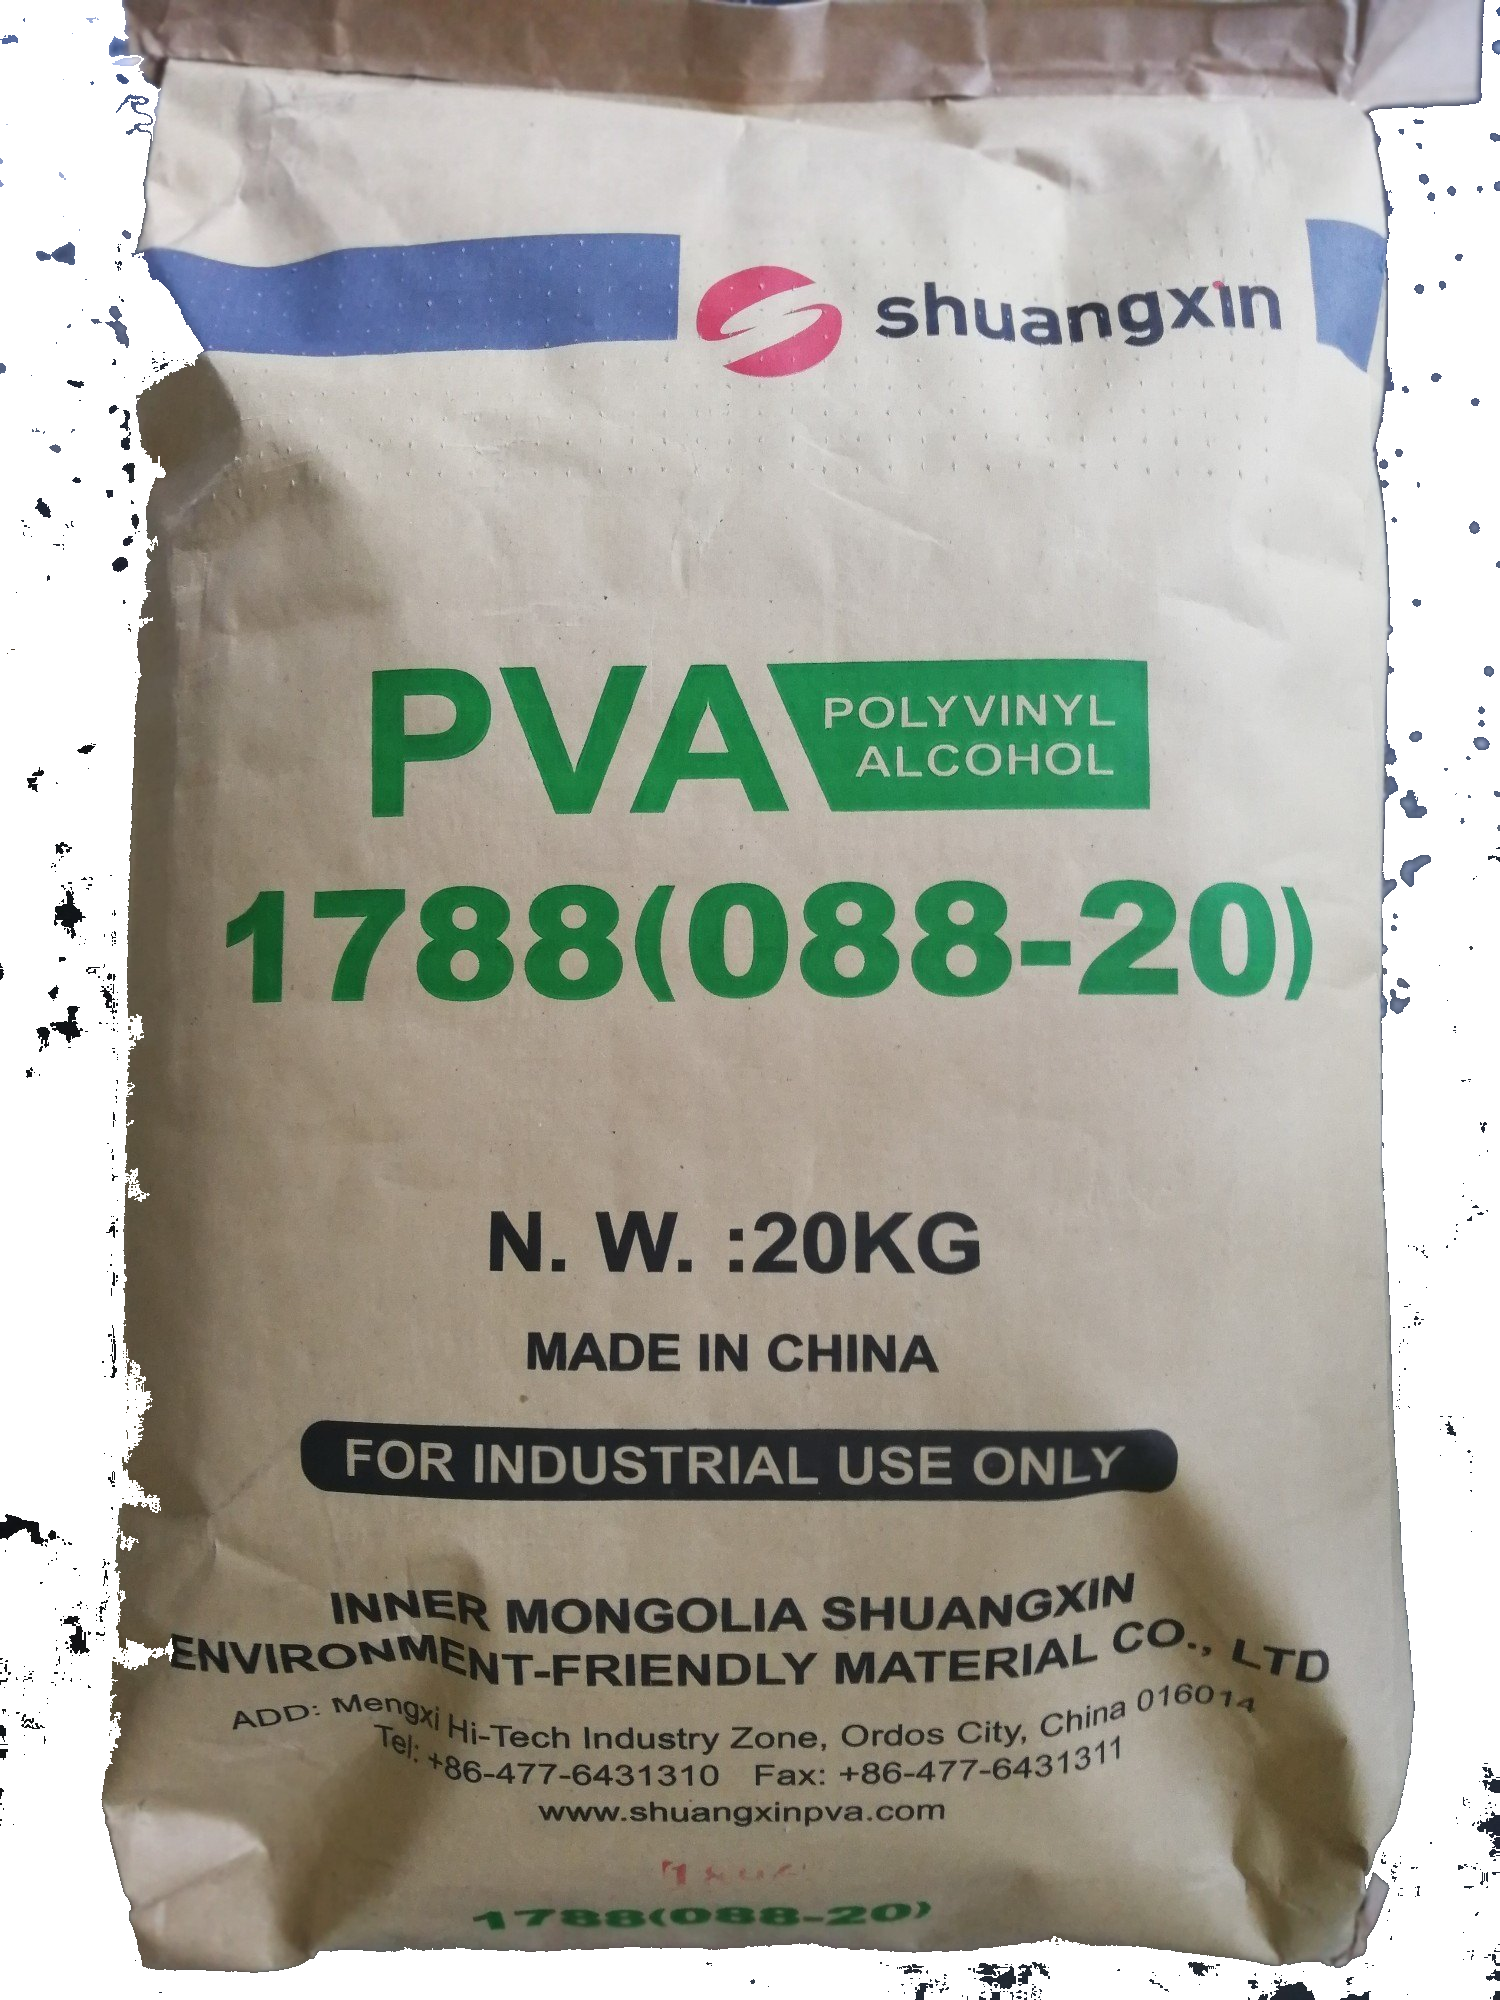 shuangxin
PVA POLYVINYL
ALCOHOL
1788(088-20)
N. W. :20KG
MADE IN CHINA
FOR INDUSTRIAL USE ONLY
INNER MONGOLIA SHUANGXIN
ENVIRONMENT-FRIENDLY MATERIAL CO., LTD
ADD: Mengxi Hi-Tech Industry Zone, Ordos City, China 016014
Tel: +86-477-6431310 Fax: +86-477-6431311
www.shuangxinpva.com
1788(088-20)